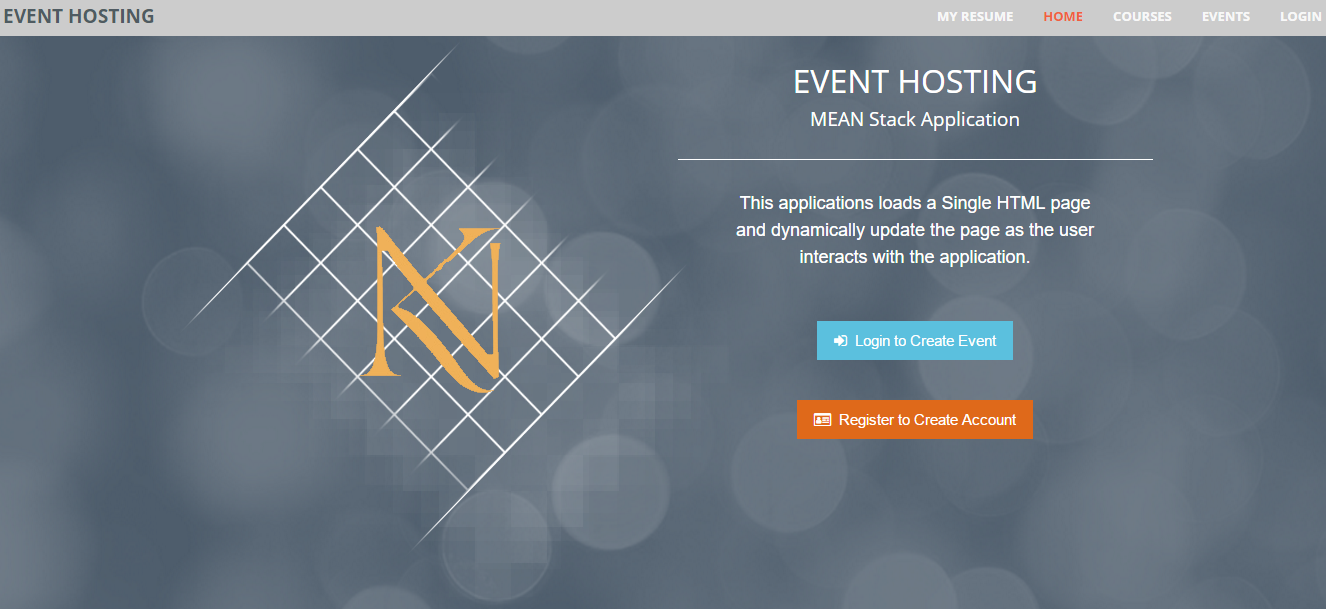 EVENT HOSTING
MY RESUME HOME COURSES EVENTS LOGIN
EVENT HOSTING
MEAN Stack Application
This applications loads a Single HTML page
and dynamically update the page as the user
interacts with the application.
Login to Create Event
Register to Create Account